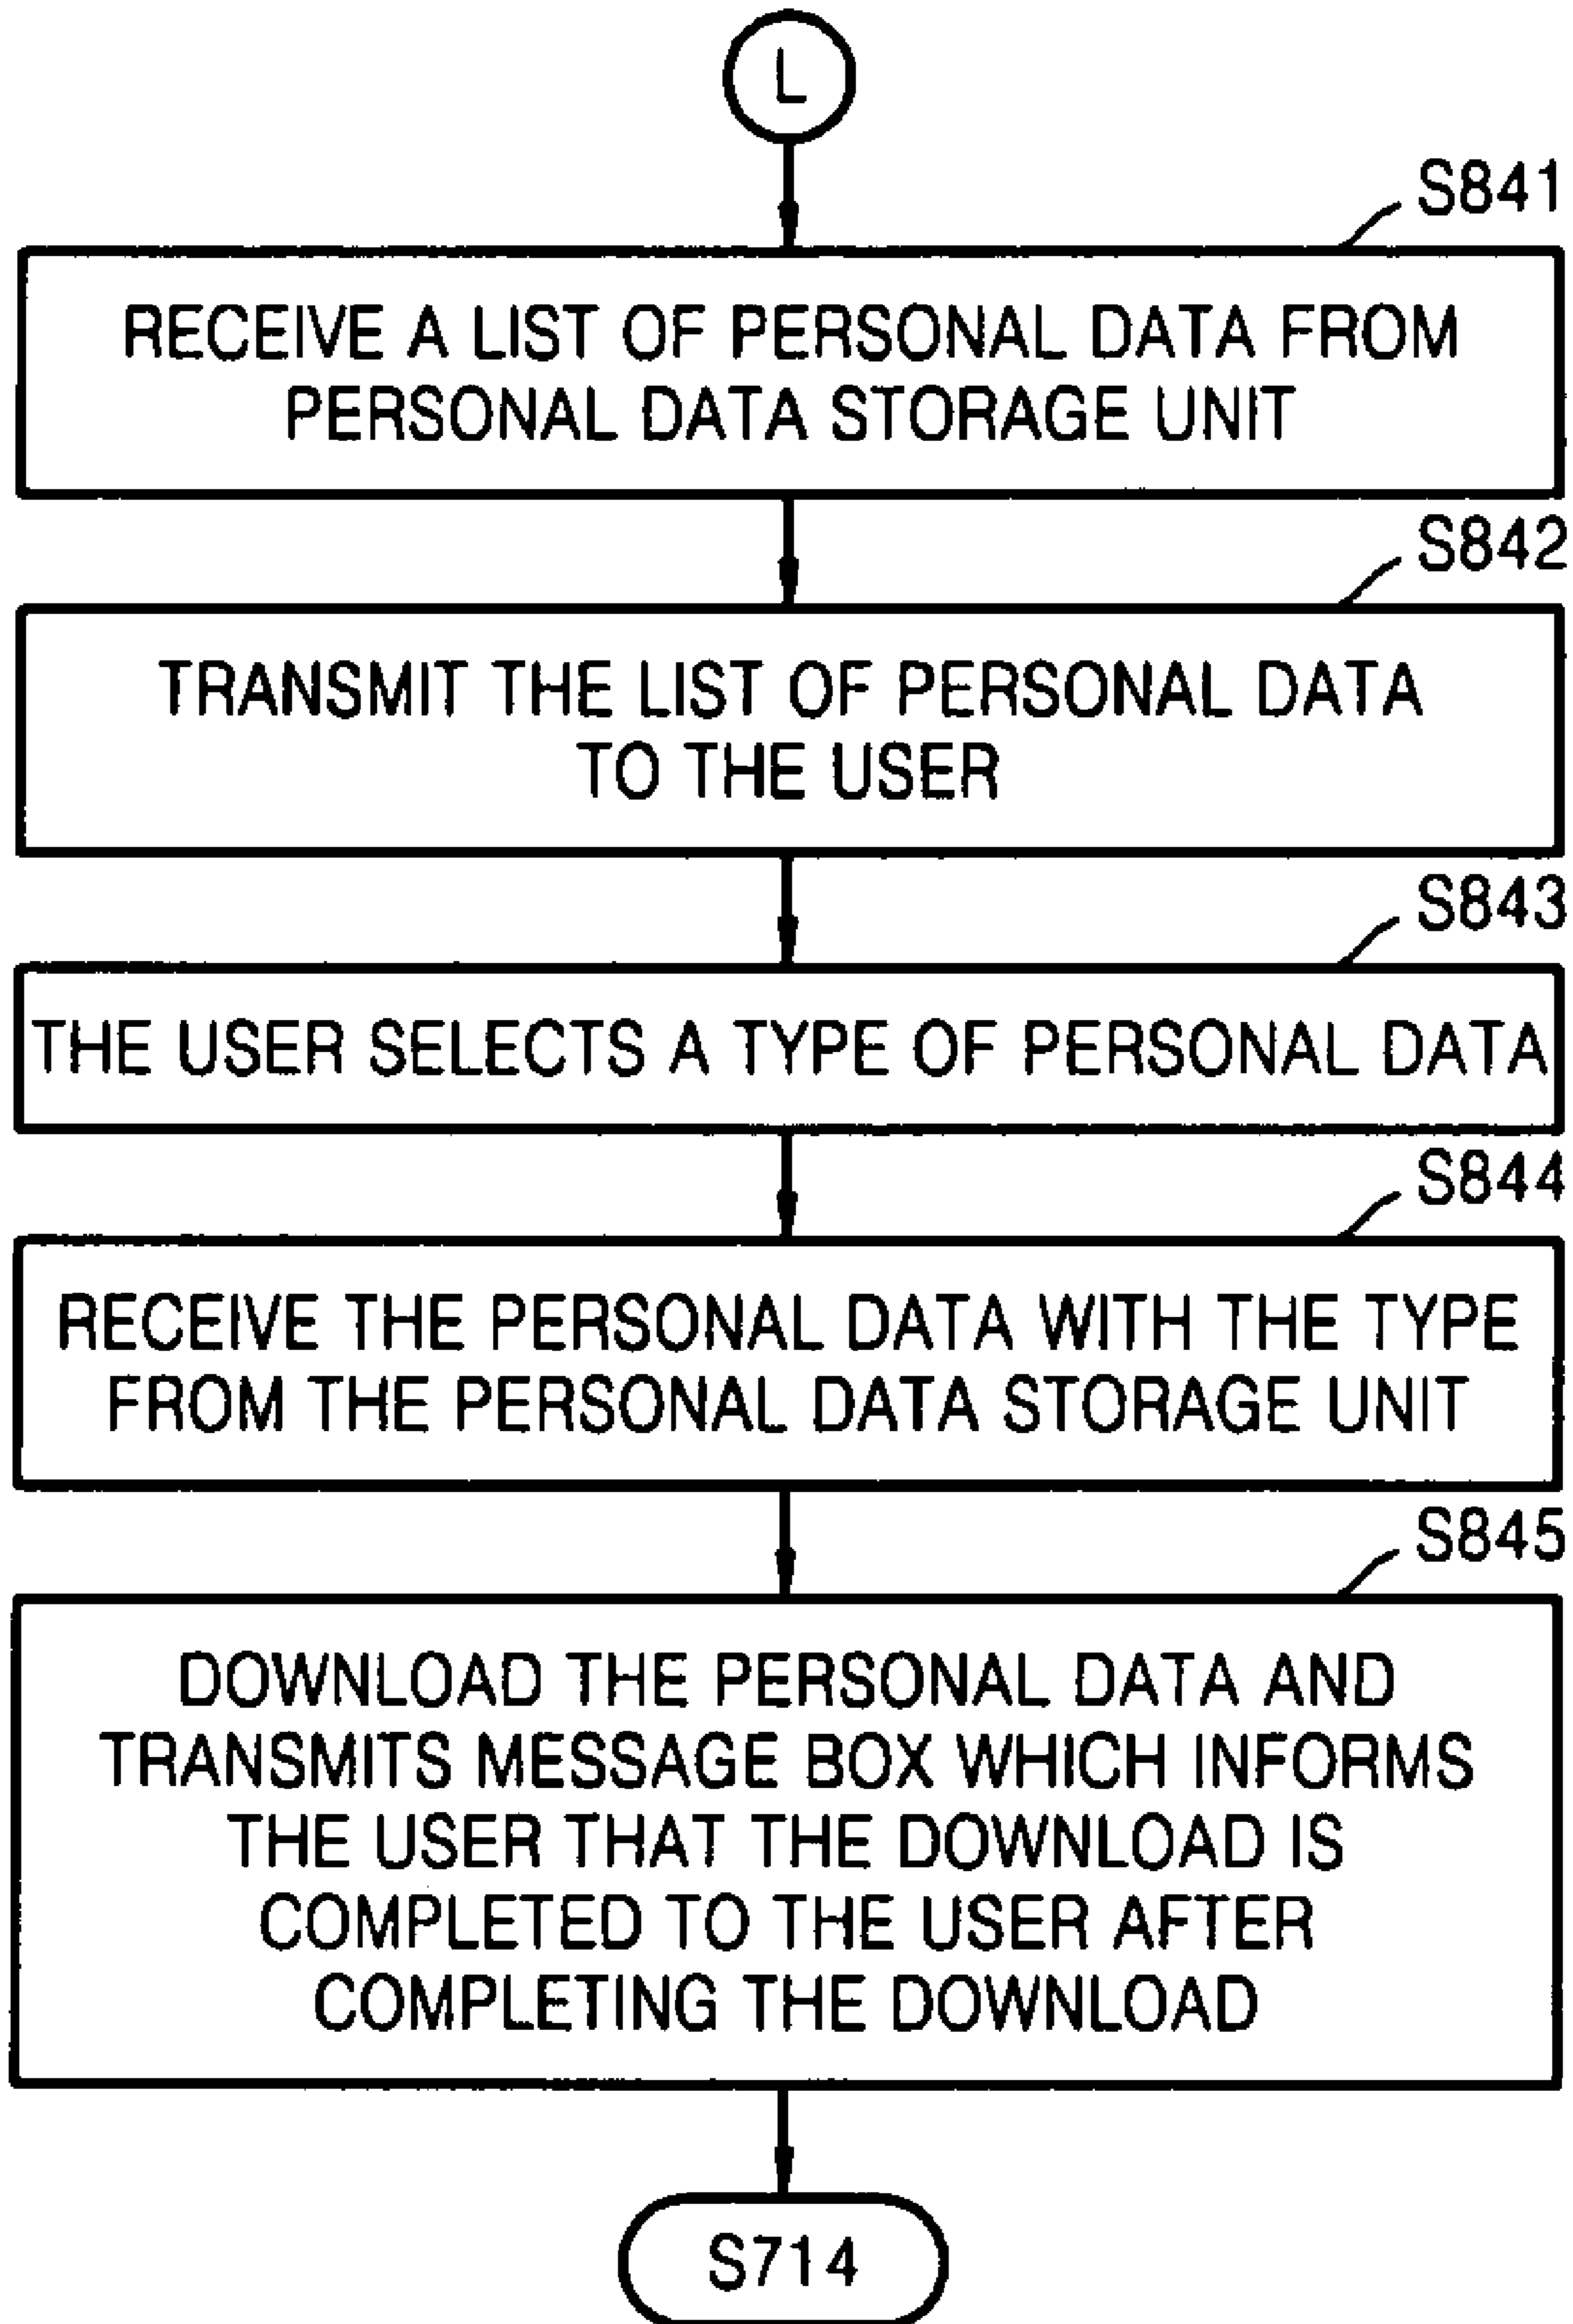 L
S841
RECEIVE A LIST OF PERSONAL DATA FROM
PERSONAL DATA STORAGE UNIT
S842
TRANSMIT THE LIST OF PERSONAL DATA
TO THE USER
S843
THE USER SELECTS A TYPE OF PERSONAL DATA
S844
RECEIVE THE PERSONAL DATA WITH THE TYPE
FROM THE PERSONAL DATA STORAGE UNIT
S845
DOWNLOAD THE PERSONAL DATA AND
TRANSMITS MESSAGE BOX WHICH INFORMS
THE USER THAT THE DOWNLOAD IS
COMPLETED TO THE USER AFTER
COMPLETING THE DOWNLOAD
S714